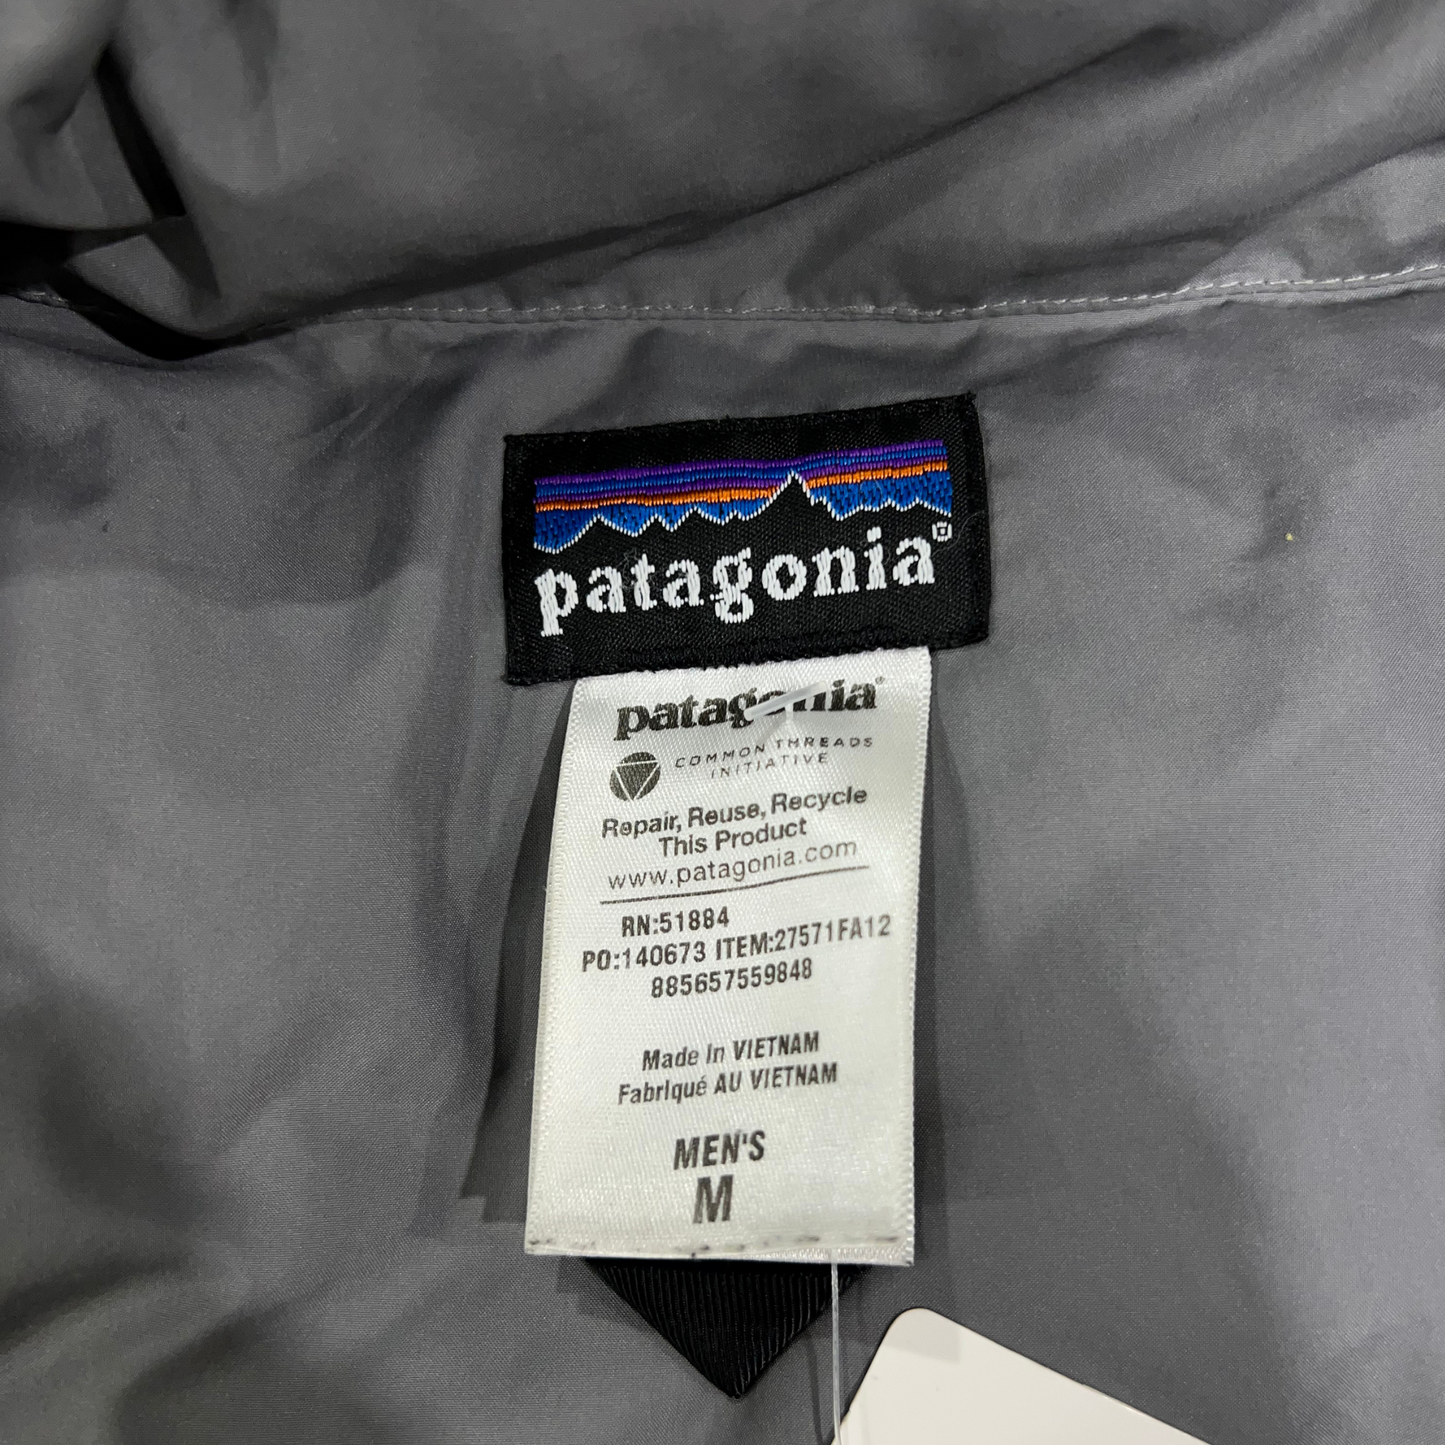 patagonia®
patagonia®
COMMON THREADS
INITIATIVE
Repair, Reuse, Recycle
This Product
www.patagonia.com
RN:51884
PO:140673 ITEM:27571FA12
885657559848
Made In VIETNAM
Fabriqué AU VIETNAM
MEN'S
M